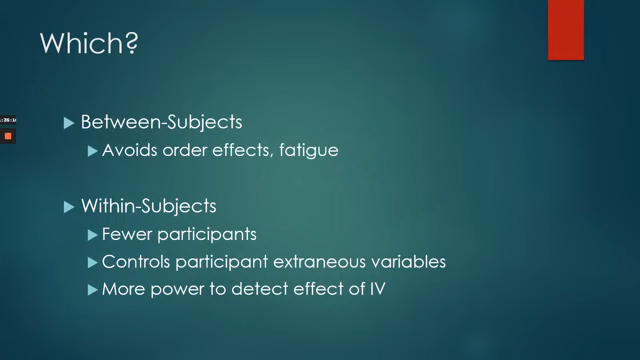 Which?
Between-Subjects
Avoids order effects, fatigue
Within-Subjects
Fewer participants
Controls participant extraneous variables
More power to detect effect of IV